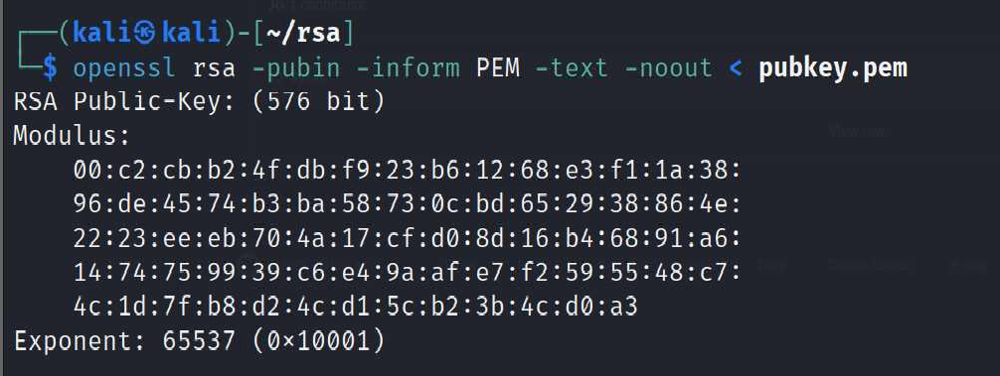 ┌──(kali㉿kali)-[~/rsa]
└─$ openssl rsa -pubin -inform PEM -text -noout < pubkey.pem
RSA Public-Key: (576 bit)
Modulus:
    00:c2:cb:b2:4f:db:f9:23:b6:12:68:e3:f1:1a:38:
    96:de:45:74:b3:ba:58:73:0c:bd:65:29:38:86:4e:
    22:23:ee:eb:70:4a:17:cf:d0:8d:16:b4:68:91:a6:
    14:74:75:99:39:c6:e4:9a:af:e7:f2:59:55:48:c7:
    4c:1d:7f:b8:d2:4c:d1:5c:b2:3b:4c:d0:a3
Exponent: 65537 (0×10001)